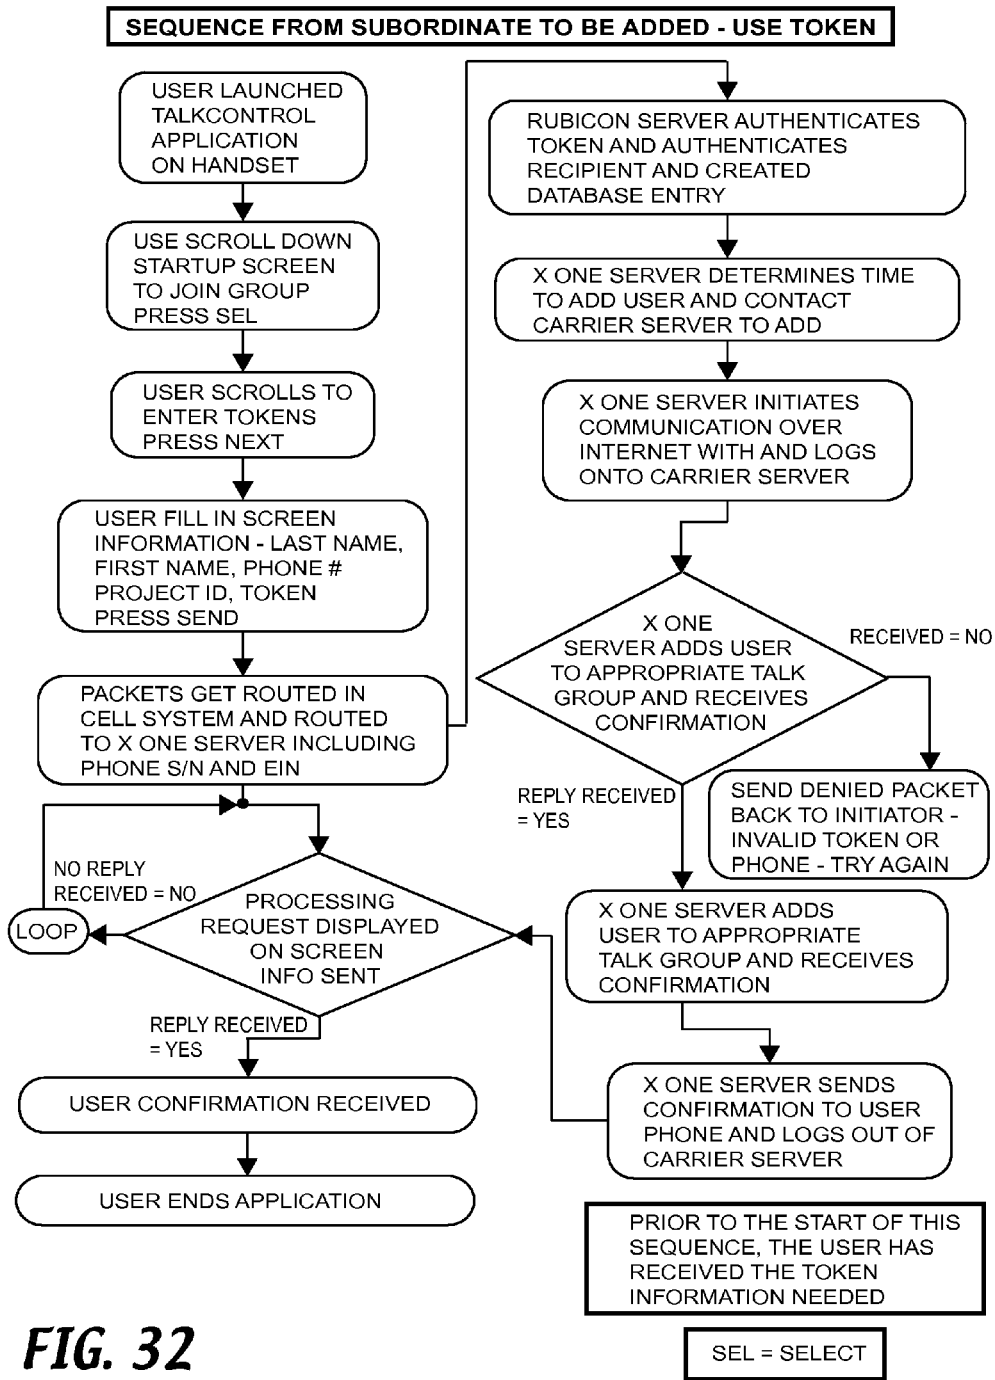 SEQUENCE FROM SUBORDINATE TO BE ADDED - USE TOKEN
USER LAUNCHED
TALKCONTROL
APPLICATION
ON HANDSET
USE SCROLL DOWN
STARTUP SCREEN
TO JOIN GROUP
PRESS SEL
USER SCROLLS TO
ENTER TOKENS
PRESS NEXT
USER FILL IN SCREEN
INFORMATION - LAST NAME,
FIRST NAME, PHONE #
PROJECT ID, TOKEN
PRESS SEND
PACKETS GET ROUTED IN
CELL SYSTEM AND ROUTED
TO X ONE SERVER INCLUDING
PHONE S/N AND EIN
NO REPLY
RECEIVED = NO
LOOP
PROCESSING
REQUEST DISPLAYED
ON SCREEN
INFO SENT
REPLY RECEIVED
= YES
USER CONFIRMATION RECEIVED
USER ENDS APPLICATION
RUBICON SERVER AUTHENTICATES
TOKEN AND AUTHENTICATES
RECIPIENT AND CREATED
DATABASE ENTRY
X ONE SERVER DETERMINES TIME
TO ADD USER AND CONTACT
CARRIER SERVER TO ADD
X ONE SERVER INITIATES
COMMUNICATION OVER
INTERNET WITH AND LOGS
ONTO CARRIER SERVER
X ONE
SERVER ADDS USER
TO APPROPRIATE TALK
GROUP AND RECEIVES
CONFIRMATION
RECEIVED = NO
REPLY RECEIVED
= YES
SEND DENIED PACKET
BACK TO INITIATOR -
INVALID TOKEN OR
PHONE - TRY AGAIN
X ONE SERVER ADDS
USER TO APPROPRIATE
TALK GROUP AND RECEIVES
CONFIRMATION
X ONE SERVER SENDS
CONFIRMATION TO USER
PHONE AND LOGS OUT OF
CARRIER SERVER
PRIOR TO THE START OF THIS
SEQUENCE, THE USER HAS
RECEIVED THE TOKEN
INFORMATION NEEDED
SEL = SELECT
FIG. 32